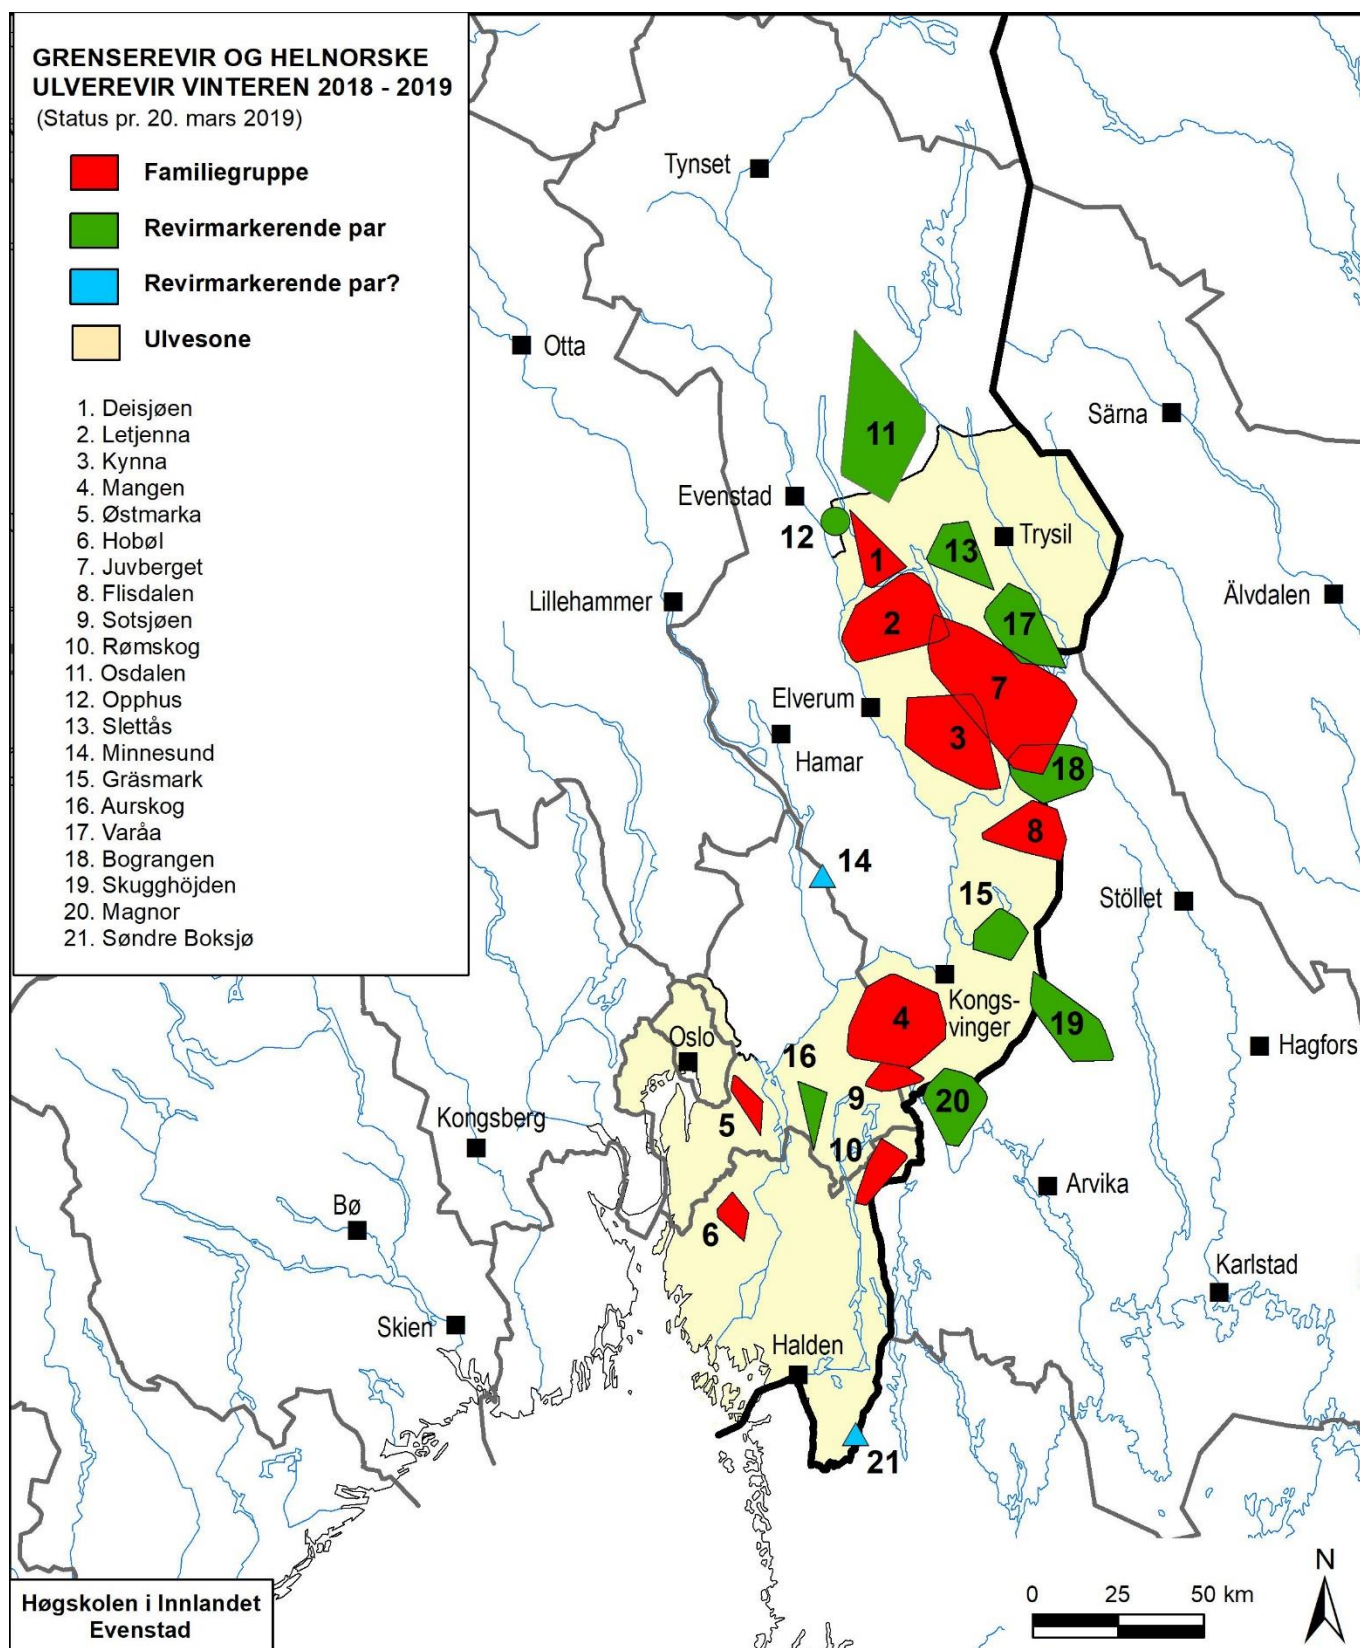 GRENSEREVIR OG HELNORSKE
ULVEREVIR VINTEREN 2018 - 2019
(Status pr. 20. mars 2019)
Familiegruppe
Revirmarkerende par
Revirmarkerende par?
Ulvesone
1. Deisjøen
2. Letjenna
3. Kynna
4. Mangen
5. Østmarka
6. Hobøl
7. Juvberget
8. Flisdalen
9. Sotsjøen
10. Rømskog
11. Osdalen
12. Opphus
13. Slettås
14. Minnesund
15. Gräsmark
16. Aurskog
17. Varåa
18. Bograngen
19. Skugghöjden
20. Magnor
21. Søndre Boksjø
Tynset
Otta
Särna
11
Evenstad
12
13
Trysil
1
Älvdalen
Lillehammer
2
17
7
Elverum
3
Hamar
18
8
14
15
Stöllet
Kongs-
vinger
4
19
Oslo
16
Hagfors
9
20
5
Kongsberg
10
Arvika
Bø
6
Karlstad
Skien
Halden
21
N
0 25 50 km
Høgskolen i Innlandet
Evenstad